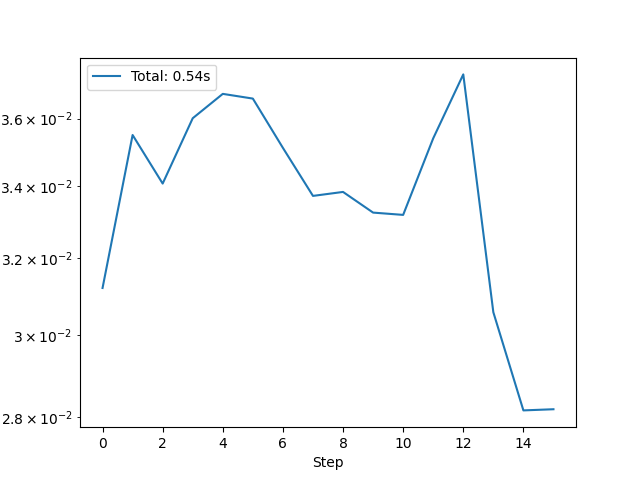 Total: 0.54s
3.6 × 10⁻²
3.4 × 10⁻²
3.2 × 10⁻²
3 × 10⁻²
2.8 × 10⁻²
0 2 4 6 8 10 12 14
Step